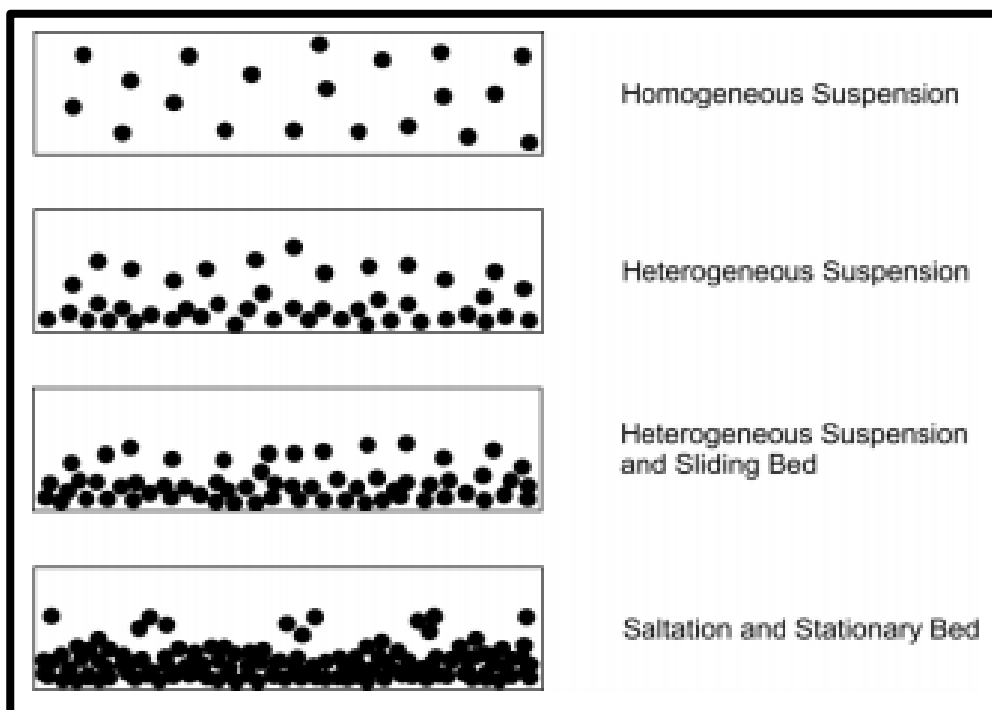 Homogeneous Suspension
Heterogeneous Suspension
Heterogeneous Suspension
and Sliding Bed
Saltation and Stationary Bed